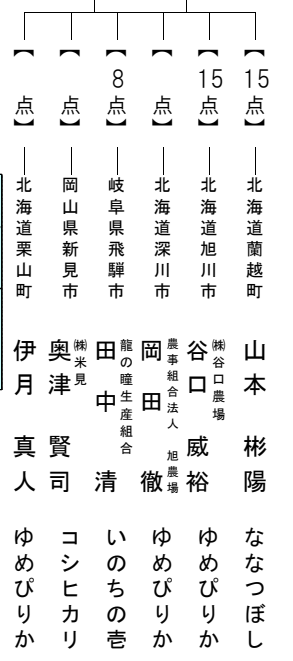 【15点】 北海道蘭越町 山本 彬陽 ななつぼし
【15点】 北海道旭川市 ㈱谷口農場 谷口 威裕 ゆめぴりか
【 点】 北海道深川市 農事組合法人 旭農場 岡田 徹 ゆめぴりか
【8点】 岐阜県飛騨市 龍の瞳生産組合 田中 清 いのちの壱
【 点】 岡山県新見市 ㈱米見 奥津 賢司 コシヒカリ
【 点】 北海道栗山町 伊月 真人 ゆめぴりか